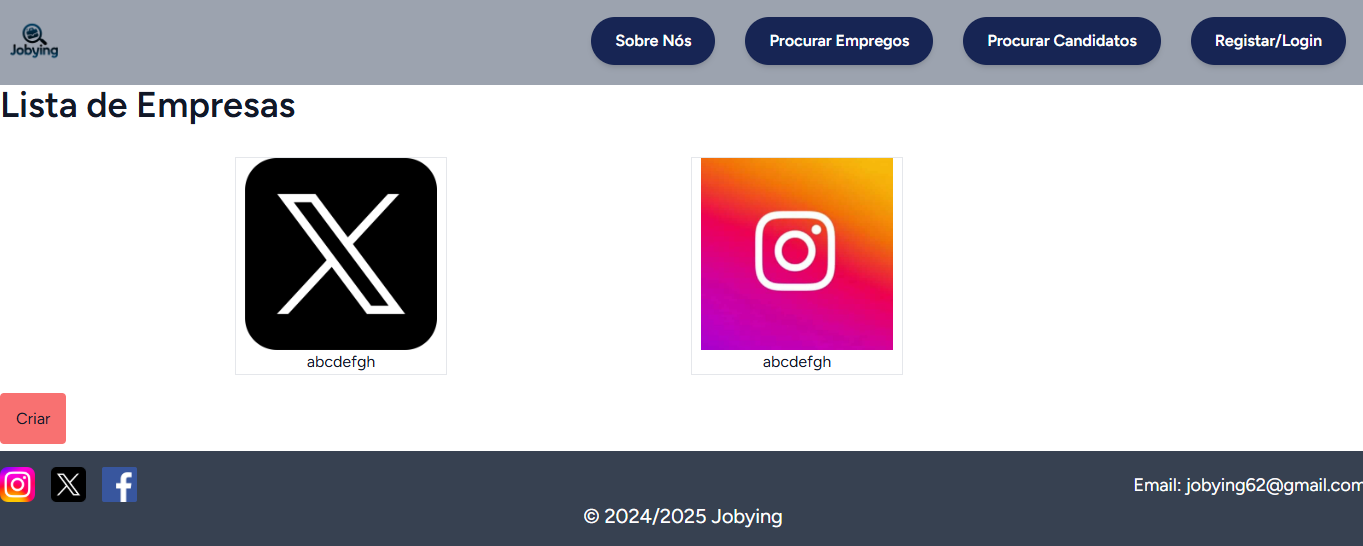 Jobying
Sobre Nós
Procurar Empregos
Procurar Candidatos
Registar/Login
Lista de Empresas
abcdefgh
abcdefgh
Criar
Email: jobying62@gmail.com
© 2024/2025 Jobying